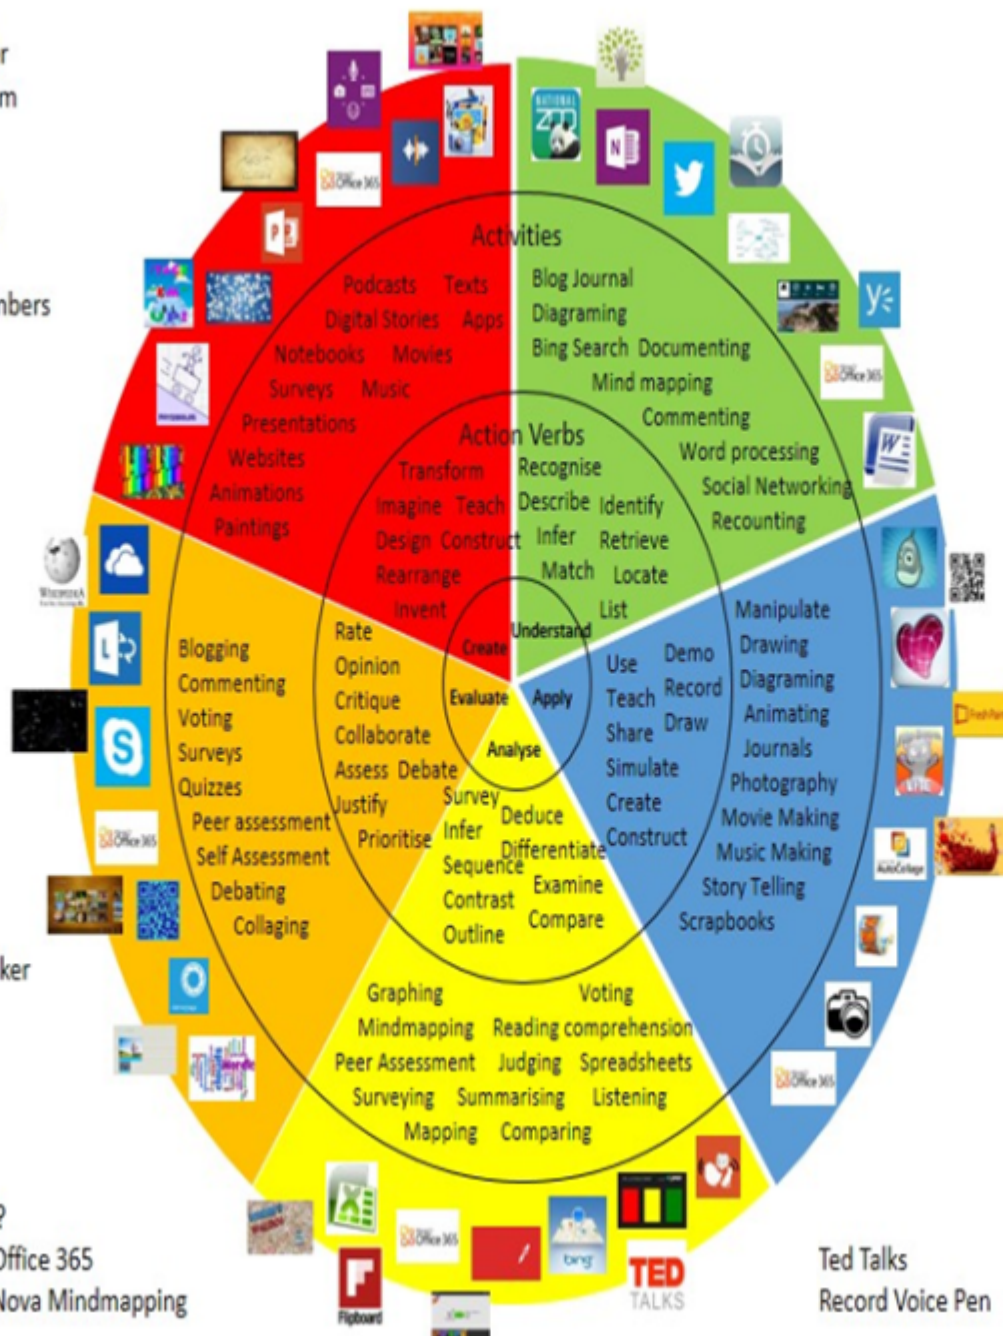 r
m
nbers
ker
?
Office 365
Nova Mindmapping
Ted Talks
Record Voice Pen
Activities
Podcasts Texts
Digital Stories Apps
Notebooks Movies
Surveys Music
Presentations
Websites
Animations
Paintings
Blog Journal
Diagraming
Bing Search Documenting
Mind mapping
Commenting
Word processing
Social Networking
Recounting
Action Verbs
Transform
Imagine Teach
Design Construct
Rearrange
Invent
Recognise
Describe Identify
Infer Retrieve
Match Locate
List
Create
Understand
Evaluate
Apply
Analyse
Blogging
Commenting
Voting
Surveys
Quizzes
Peer assessment
Self Assessment
Debating
Collaging
Rate
Opinion
Critique
Collaborate
Assess Debate
Justify
Prioritise
Use Demo
Teach Record
Share Draw
Simulate
Create
Construct
Manipulate
Drawing
Diagraming
Animating
Journals
Photography
Movie Making
Music Making
Story Telling
Scrapbooks
Survey
Deduce
Infer
Differentiate
Sequence
Examine
Contrast
Compare
Outline
Graphing Voting
Mindmapping Reading comprehension
Peer Assessment Judging Spreadsheets
Surveying Summarising Listening
Mapping Comparing
NATIONAL
ZOO
N
Office 365
P
y
Office 365
W
WIKIPEDIA
L
S
Office 365
FreshPaint
AutoCollage
Office 365
X
Office 365
bing
TED
TALKS
Flipboard